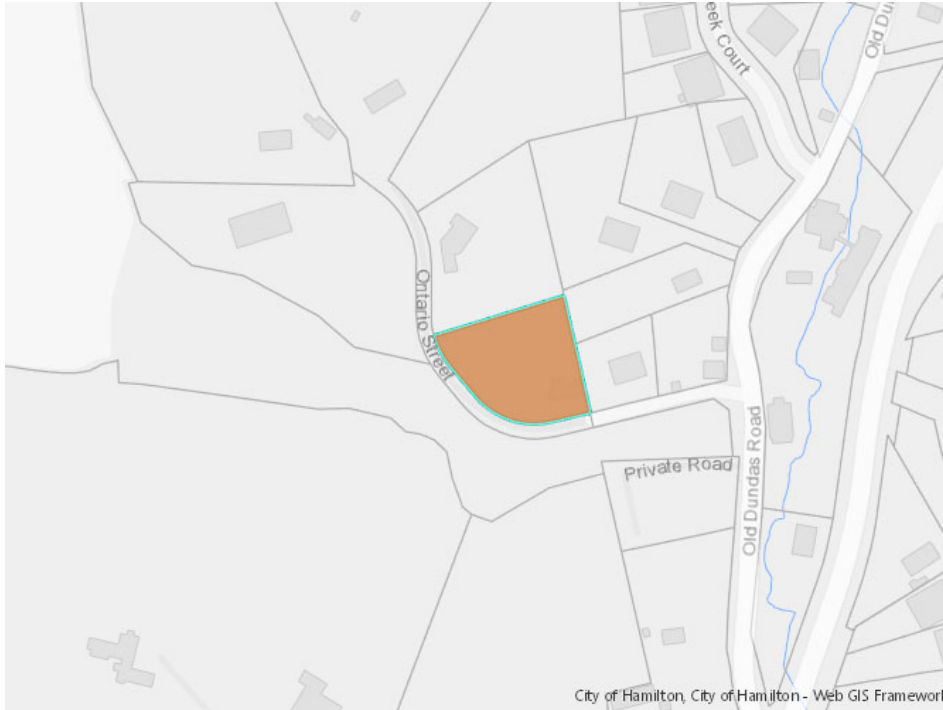 eek Court
Old Du
Ontario Street
Private Road
Old Dundas Road
City of Hamilton, City of Hamilton - Web GIS Framework